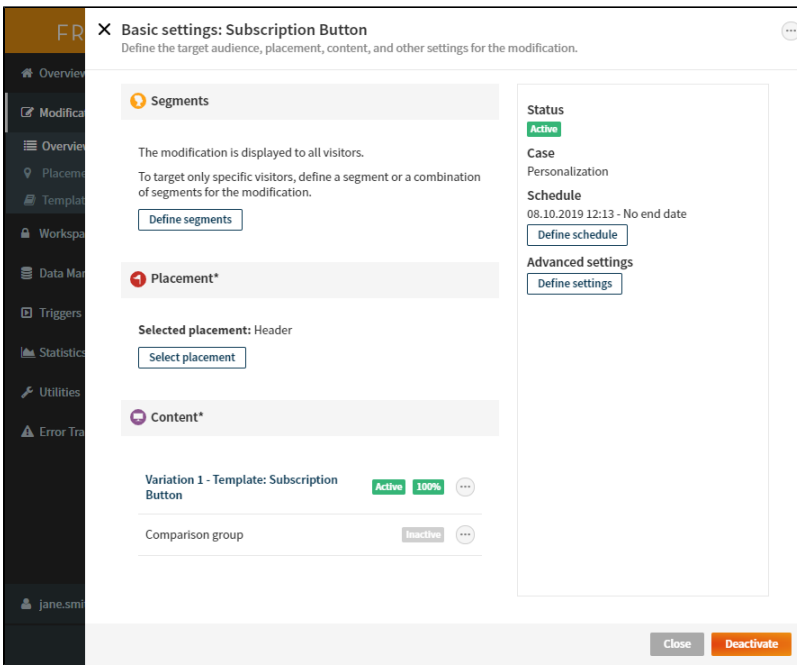 FR
Basic settings: Subscription Button
Define the target audience, placement, content, and other settings for the modification.
Overview
Modifica
Overview
Placeme
Templat
Workspa
Data Mar
Triggers
Statistics
Utilities
Error Tra
jane.smi
Segments
The modification is displayed to all visitors.
To target only specific visitors, define a segment or a combination
of segments for the modification.
Define segments
Placement*
Selected placement: Header
Select placement
Content*
Variation 1 - Template: Subscription
Button
Active 100%
Comparison group
Inactive
Status
Active
Case
Personalization
Schedule
08.10.2019 12:13 - No end date
Define schedule
Advanced settings
Define settings
Close
Deactivate